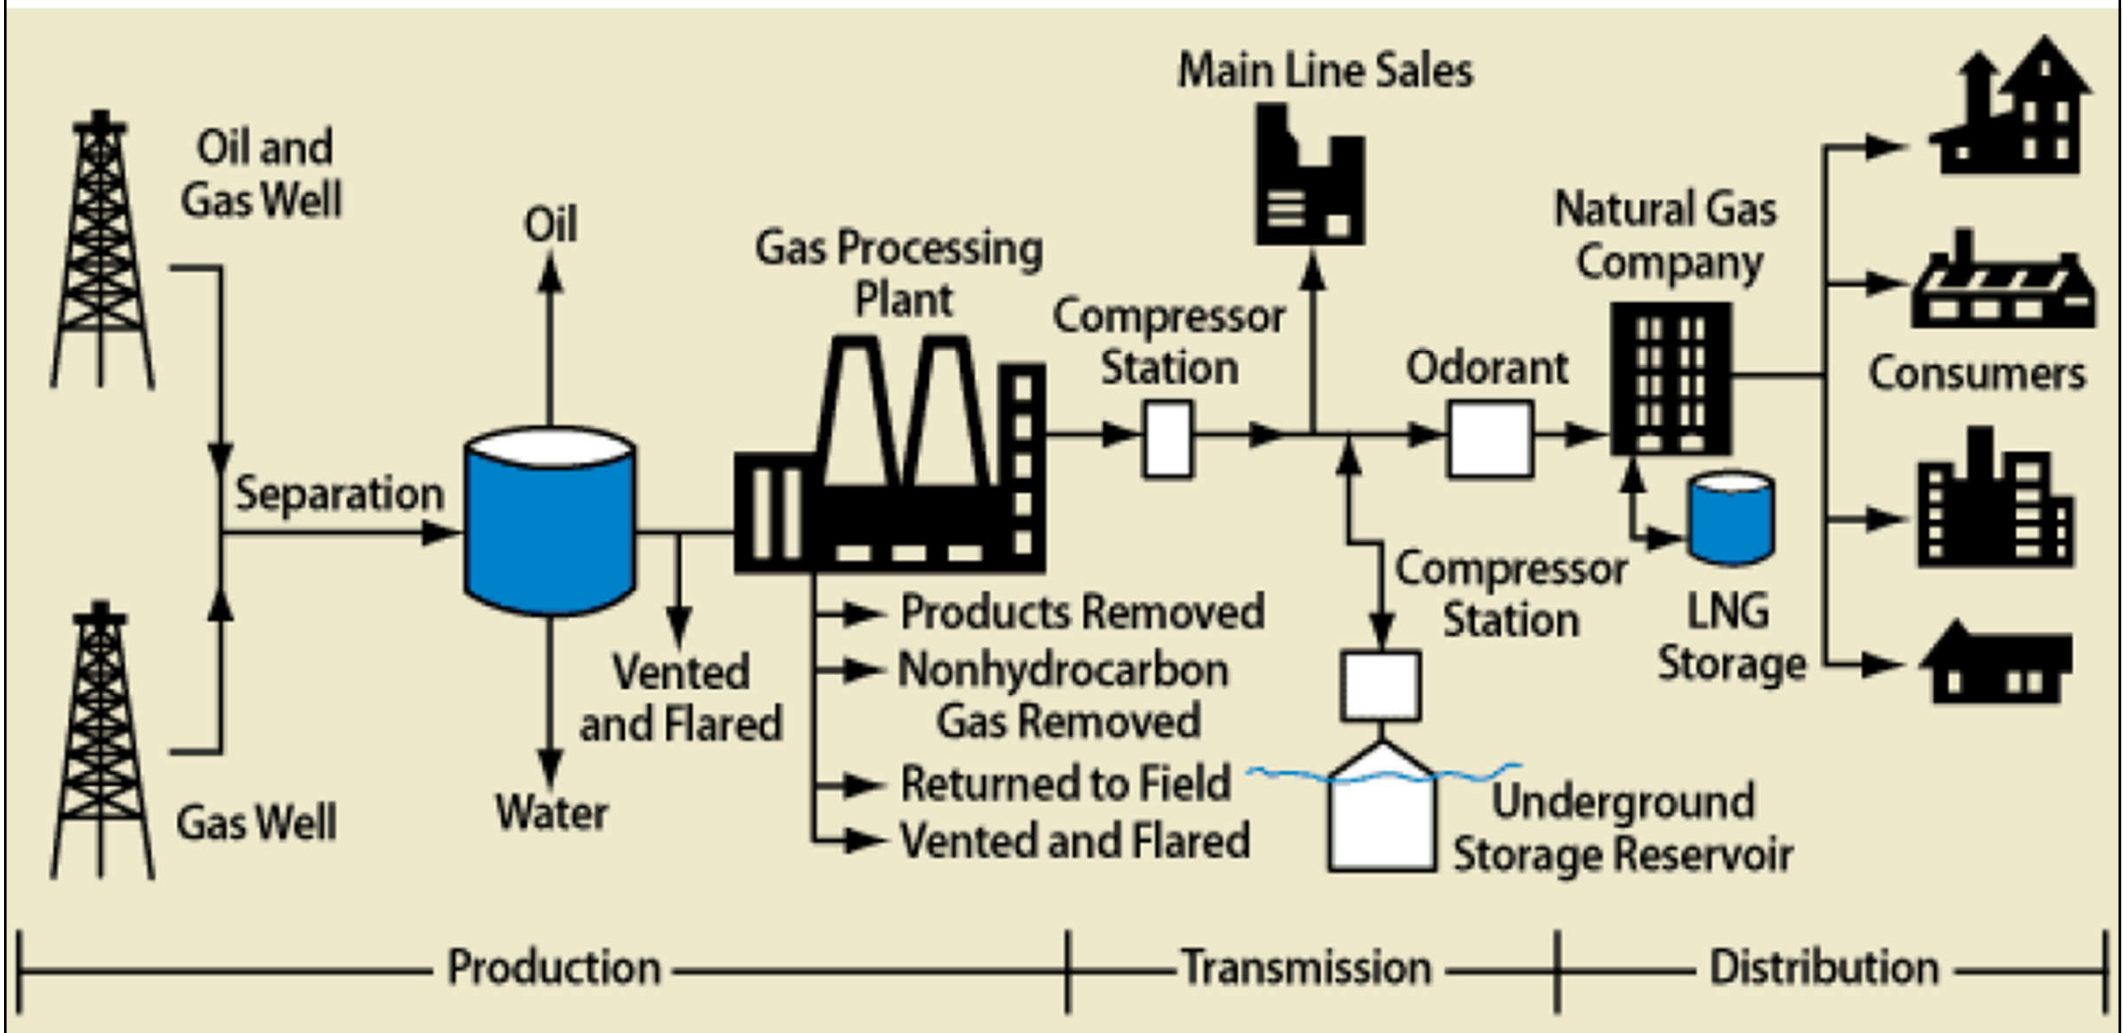 Main Line Sales
Oil and
Gas Well
Oil
Gas Processing
Plant
Compressor
Station
Odorant
Natural Gas
Company
Consumers
Separation
Compressor
Station
LNG
Storage
Vented
and Flared
Products Removed
Nonhydrocarbon
Gas Removed
Returned to Field
Vented and Flared
Water
Gas Well
Underground
Storage Reservoir
Production
Transmission
Distribution